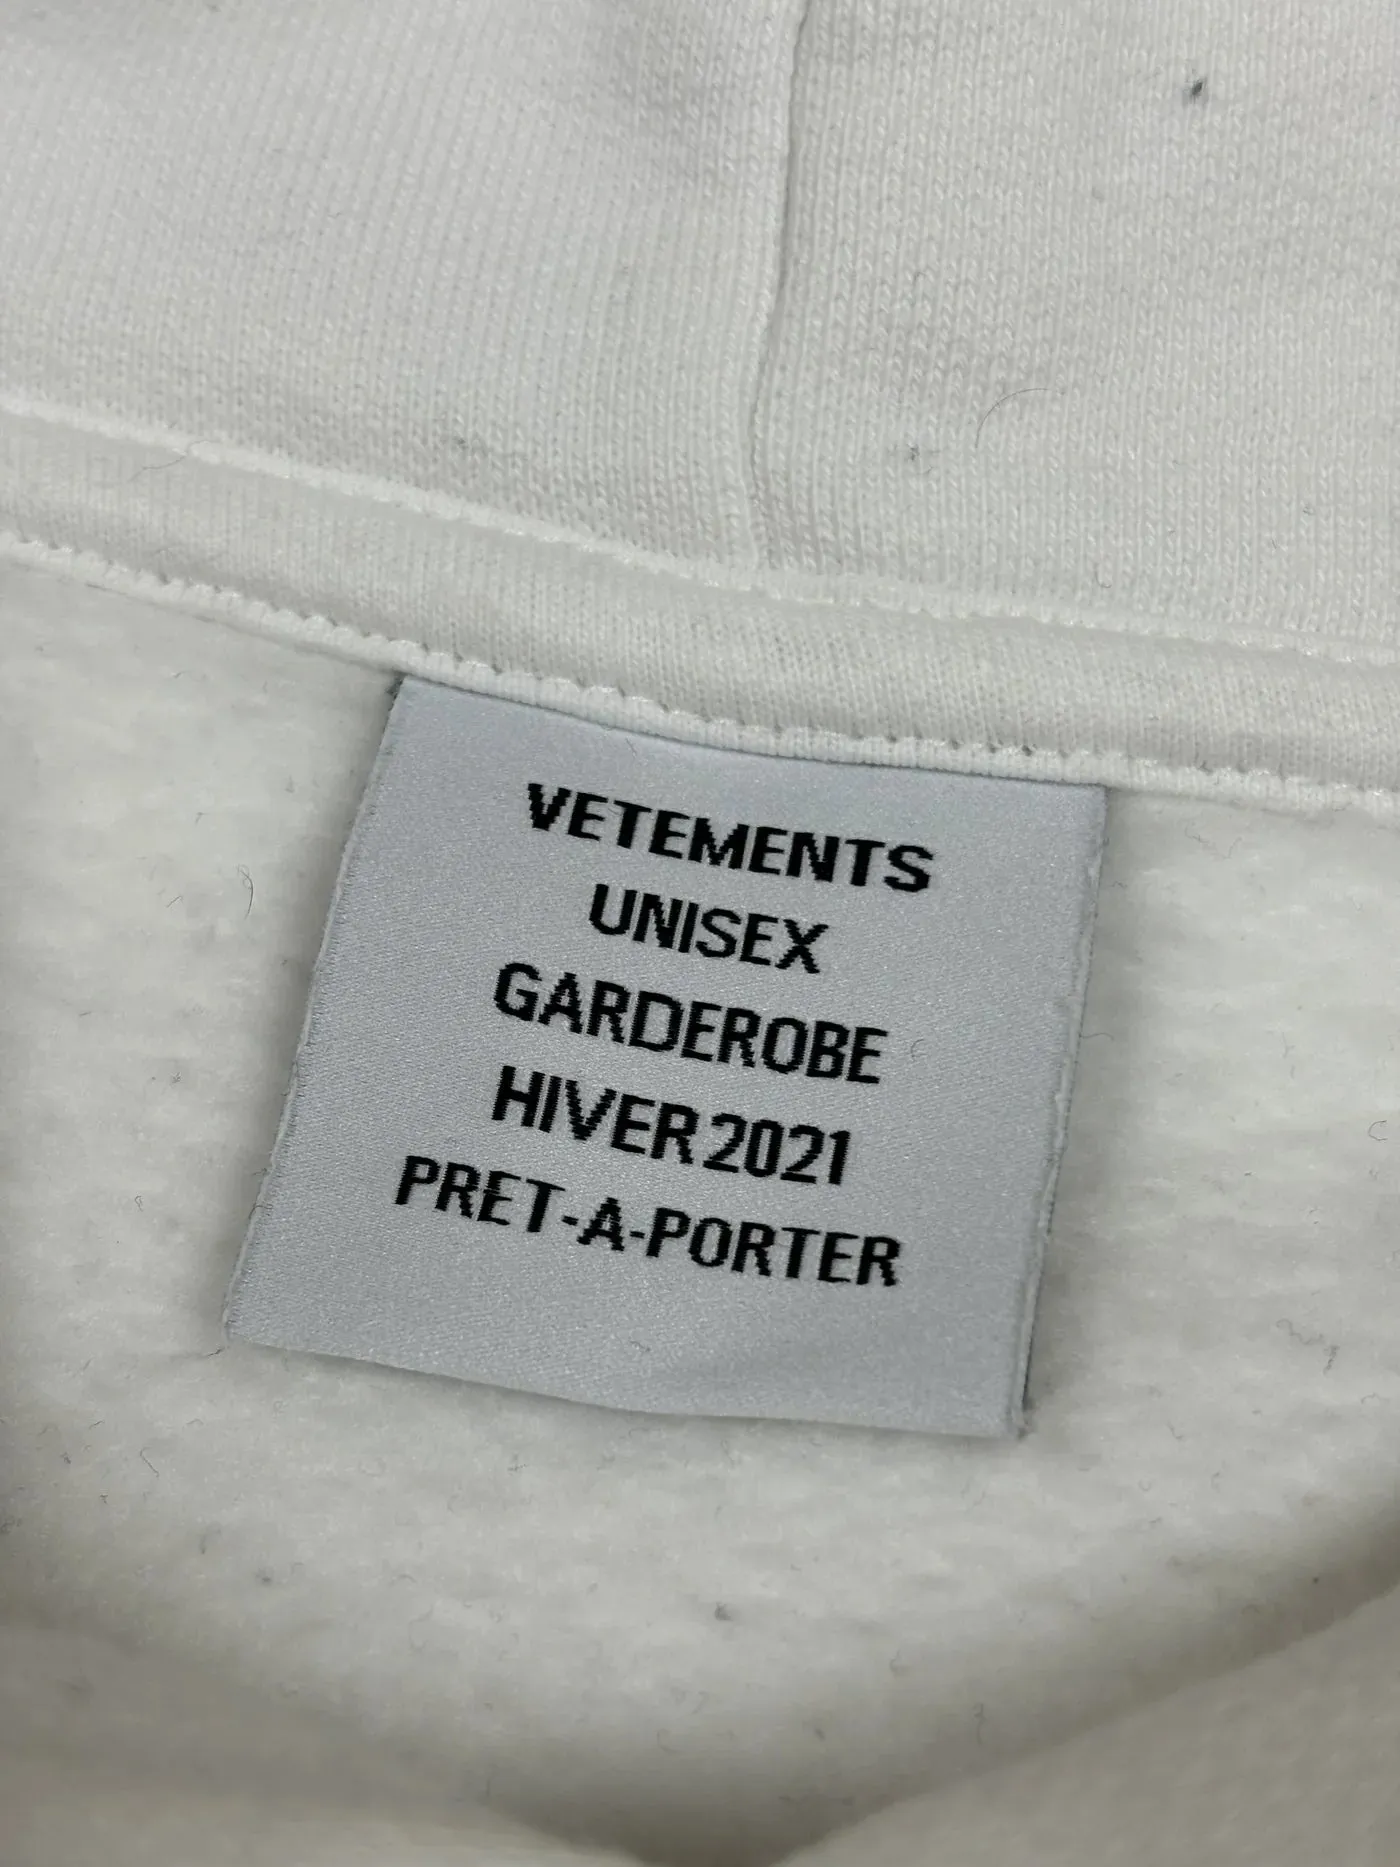 VETEMENTS
UNISEX
GARDEROBE
HIVER 2021
PRET-A-PORTER